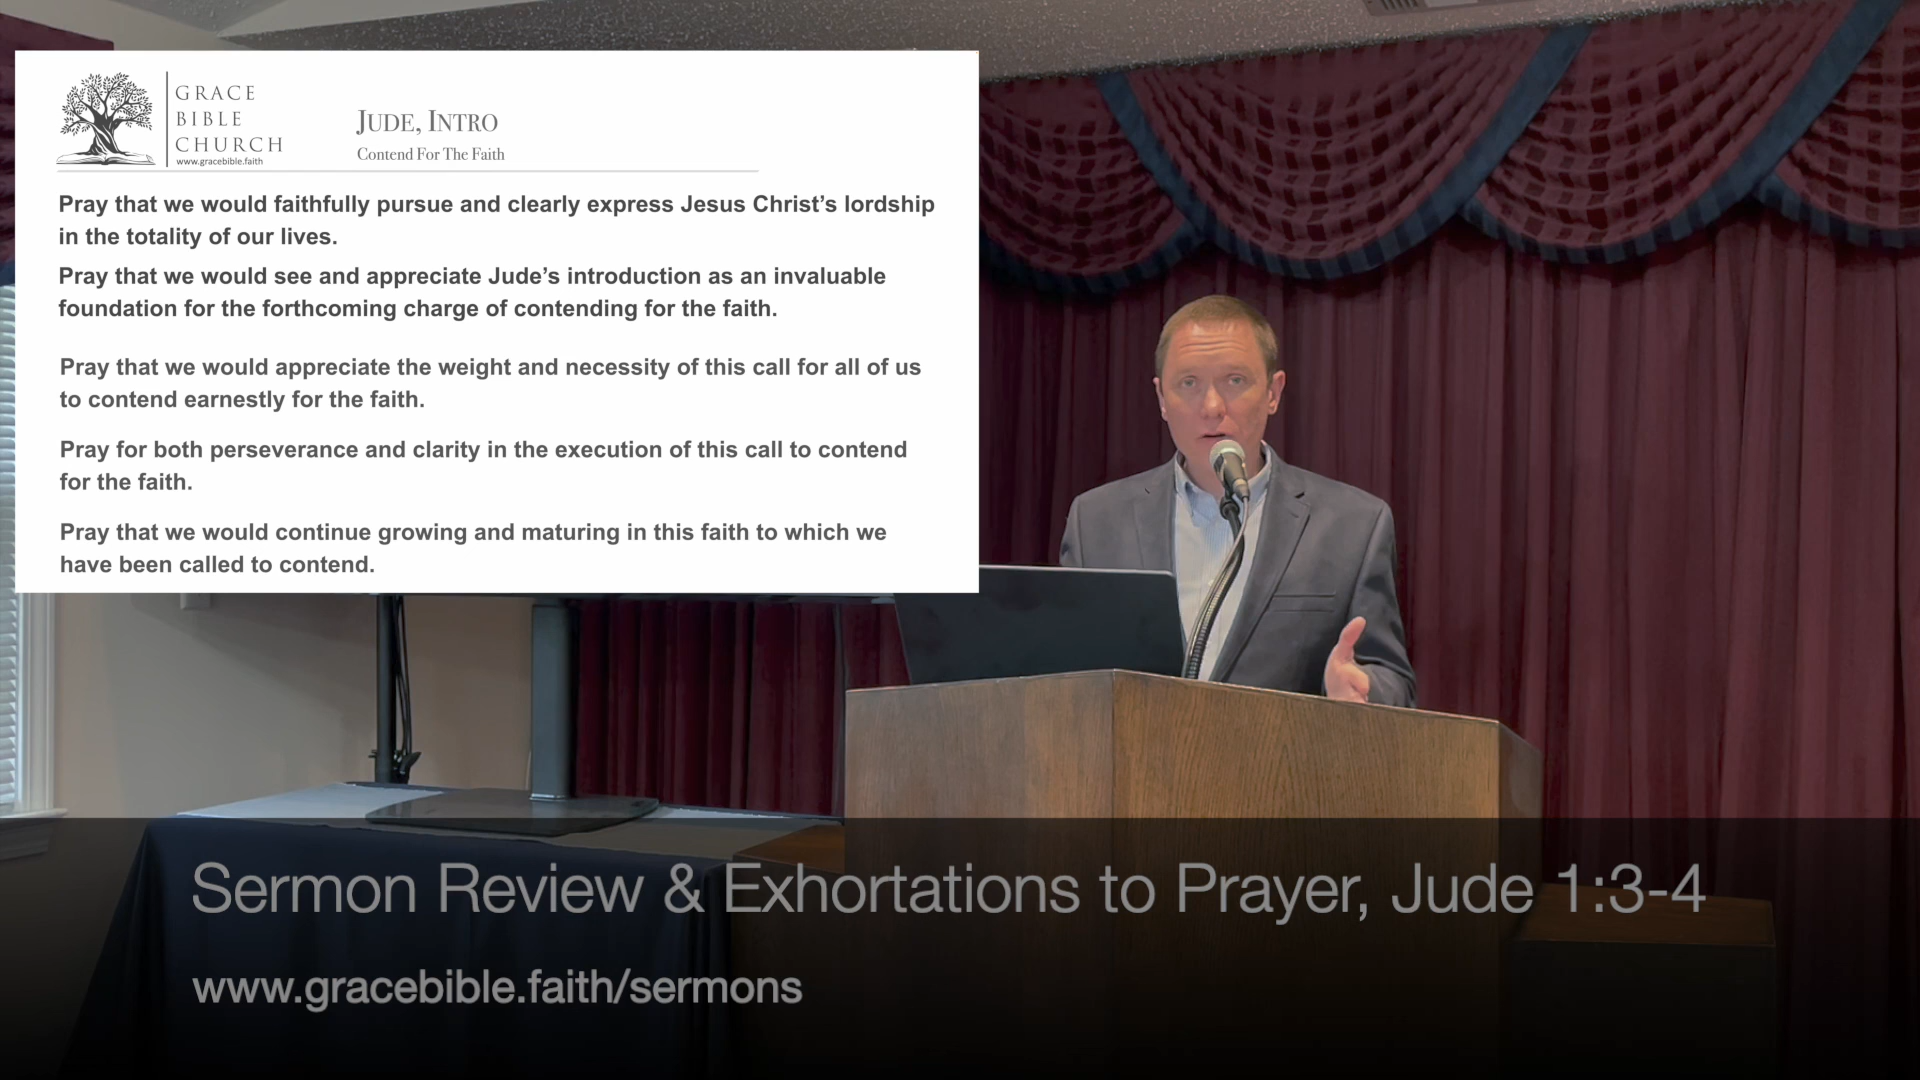 GRACE
BIBLE
CHURCH
www.gracebible.faith
JUDE, INTRO
Contend For The Faith
Pray that we would faithfully pursue and clearly express Jesus Christ’s lordship
in the totality of our lives.
Pray that we would see and appreciate Jude’s introduction as an invaluable
foundation for the forthcoming charge of contending for the faith.
Pray that we would appreciate the weight and necessity of this call for all of us
to contend earnestly for the faith.
Pray for both perseverance and clarity in the execution of this call to contend
for the faith.
Pray that we would continue growing and maturing in this faith to which we
have been called to contend.
Sermon Review & Exhortations to Prayer, Jude 1:3-4
www.gracebible.faith/sermons